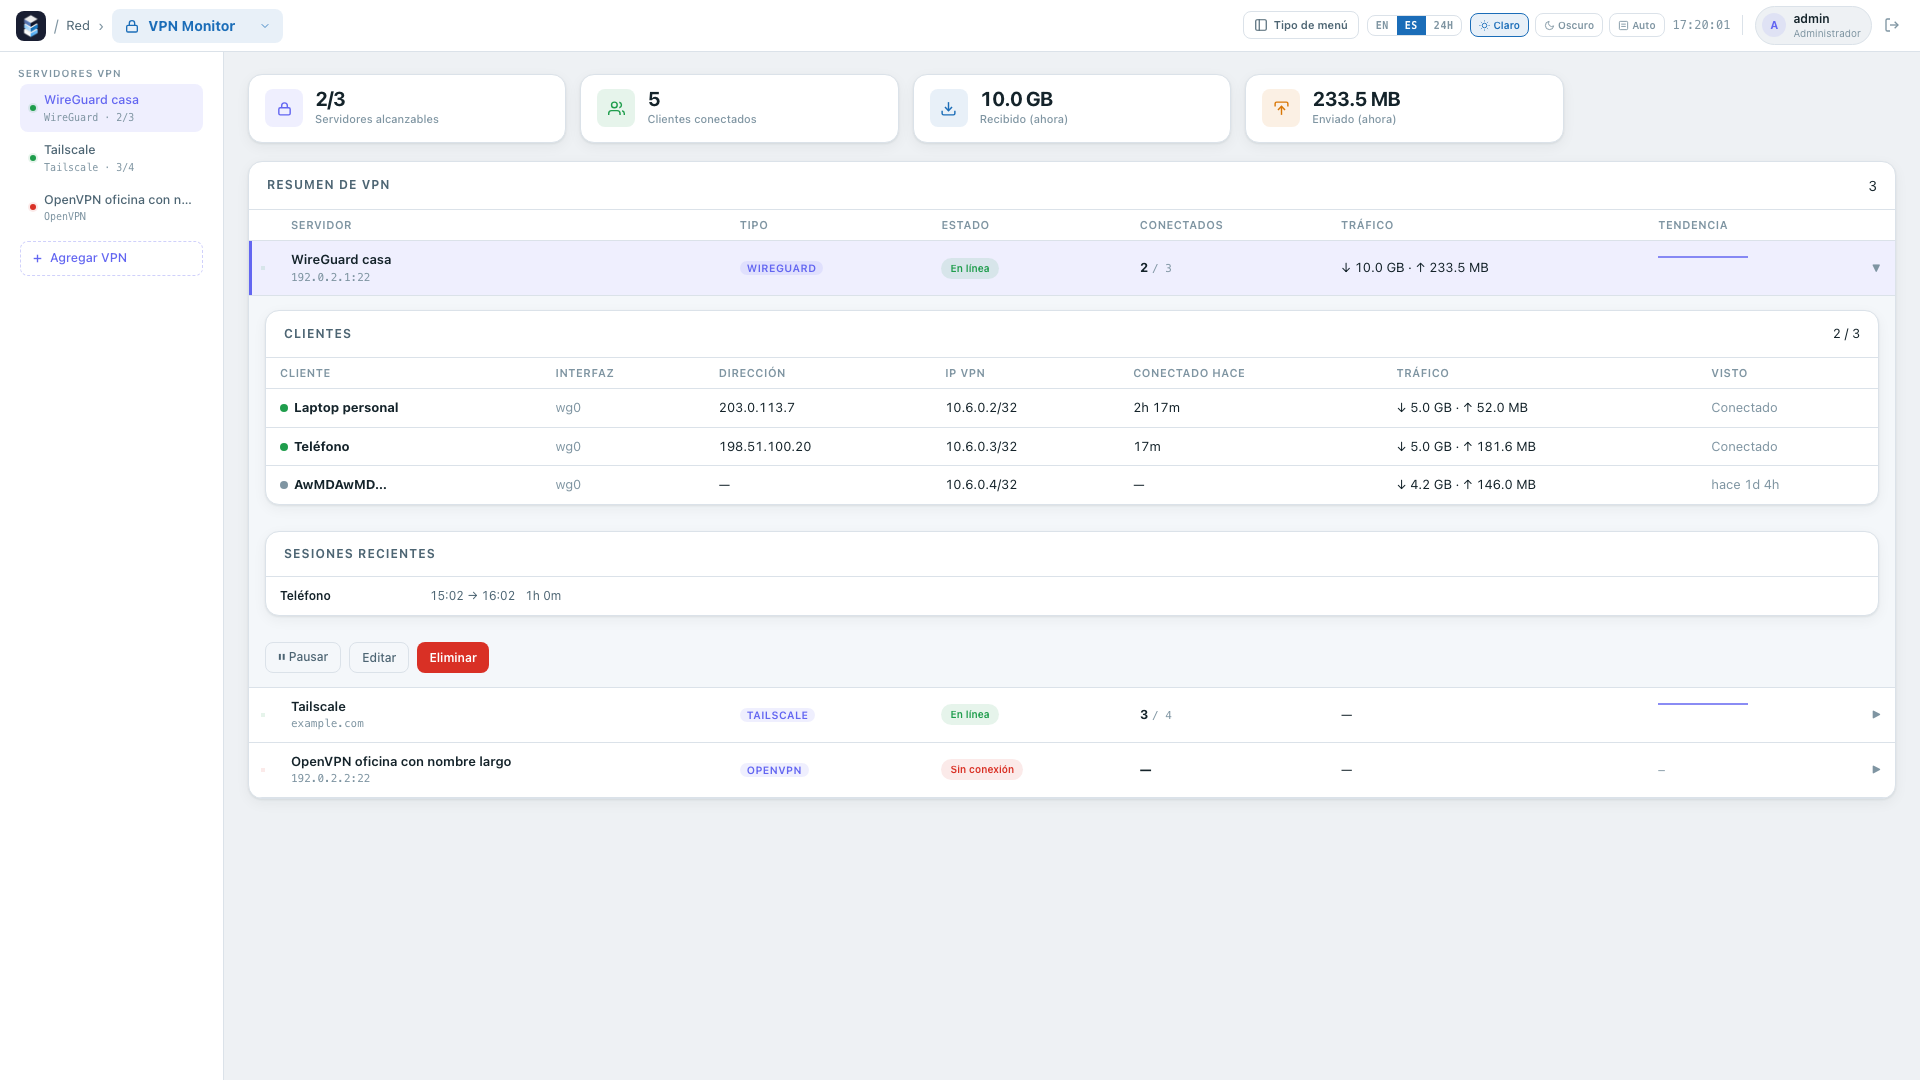 / Red › VPN Monitor
Tipo de menú
EN ES 24H
Claro
Oscuro
Auto
17:20:01
A
admin
Administrador
SERVIDORES VPN
WireGuard casa
WireGuard · 2/3
Tailscale
Tailscale · 3/4
OpenVPN oficina con n...
OpenVPN
+ Agregar VPN
2/3
Servidores alcanzables
5
Clientes conectados
10.0 GB
Recibido (ahora)
233.5 MB
Enviado (ahora)
RESUMEN DE VPN 3
SERVIDOR TIPO ESTADO CONECTADOS TRÁFICO TENDENCIA
WireGuard casa
192.0.2.1:22
WIREGUARD En línea 2 / 3 ↓ 10.0 GB · ↑ 233.5 MB ▼
CLIENTES 2 / 3
CLIENTE INTERFAZ DIRECCIÓN IP VPN CONECTADO HACE TRÁFICO VISTO
Laptop personal wg0 203.0.113.7 10.6.0.2/32 2h 17m ↓ 5.0 GB · ↑ 52.0 MB Conectado
Teléfono wg0 198.51.100.20 10.6.0.3/32 17m ↓ 5.0 GB · ↑ 181.6 MB Conectado
AwMDAwMD... wg0 — 10.6.0.4/32 — ↓ 4.2 GB · ↑ 146.0 MB hace 1d 4h
SESIONES RECIENTES
Teléfono 15:02 → 16:02 1h 0m
Pausar Editar Eliminar
Tailscale
example.com
TAILSCALE En línea 3 / 4 — ▶
OpenVPN oficina con nombre largo
192.0.2.2:22
OPENVPN Sin conexión — — – ▶